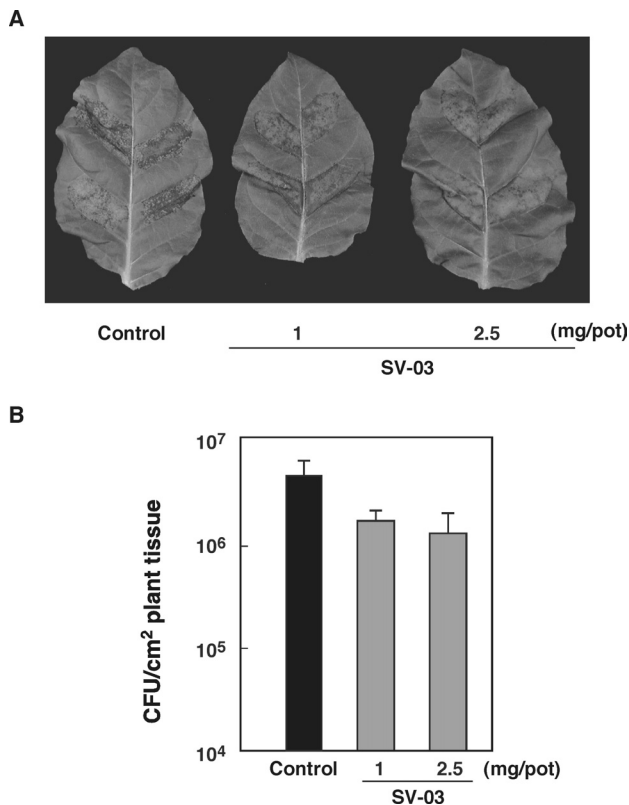 A
Control 1 2.5 (mg/pot)
SV-03
B
CFU/cm² plant tissue
10⁷
10⁶
10⁵
10⁴
Control 1 2.5 (mg/pot)
SV-03